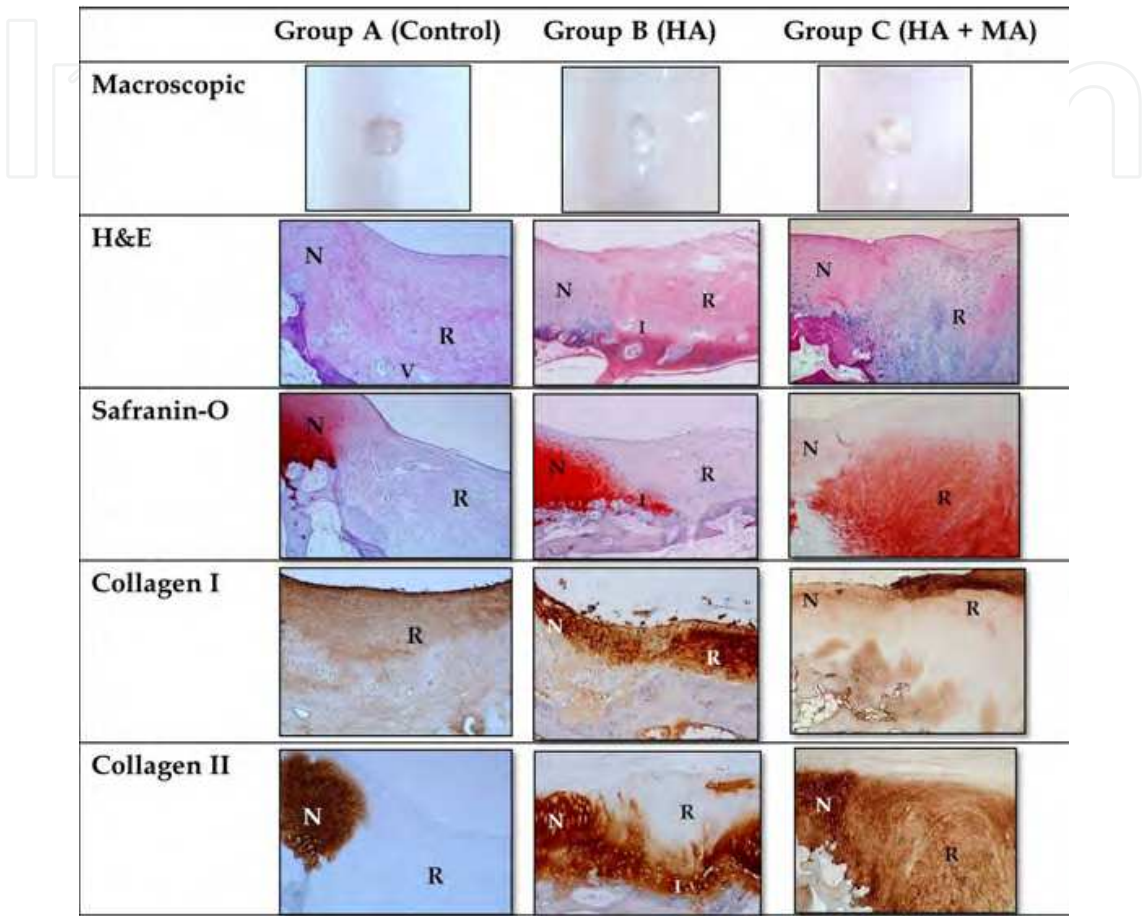 Group A (Control) Group B (HA) Group C (HA + MA)
Macroscopic
H&E
N R V
N R I
N R
Safranin-O
N R
N R I
N R
Collagen I
R
N R
N R
Collagen II
N R
N R I
N R